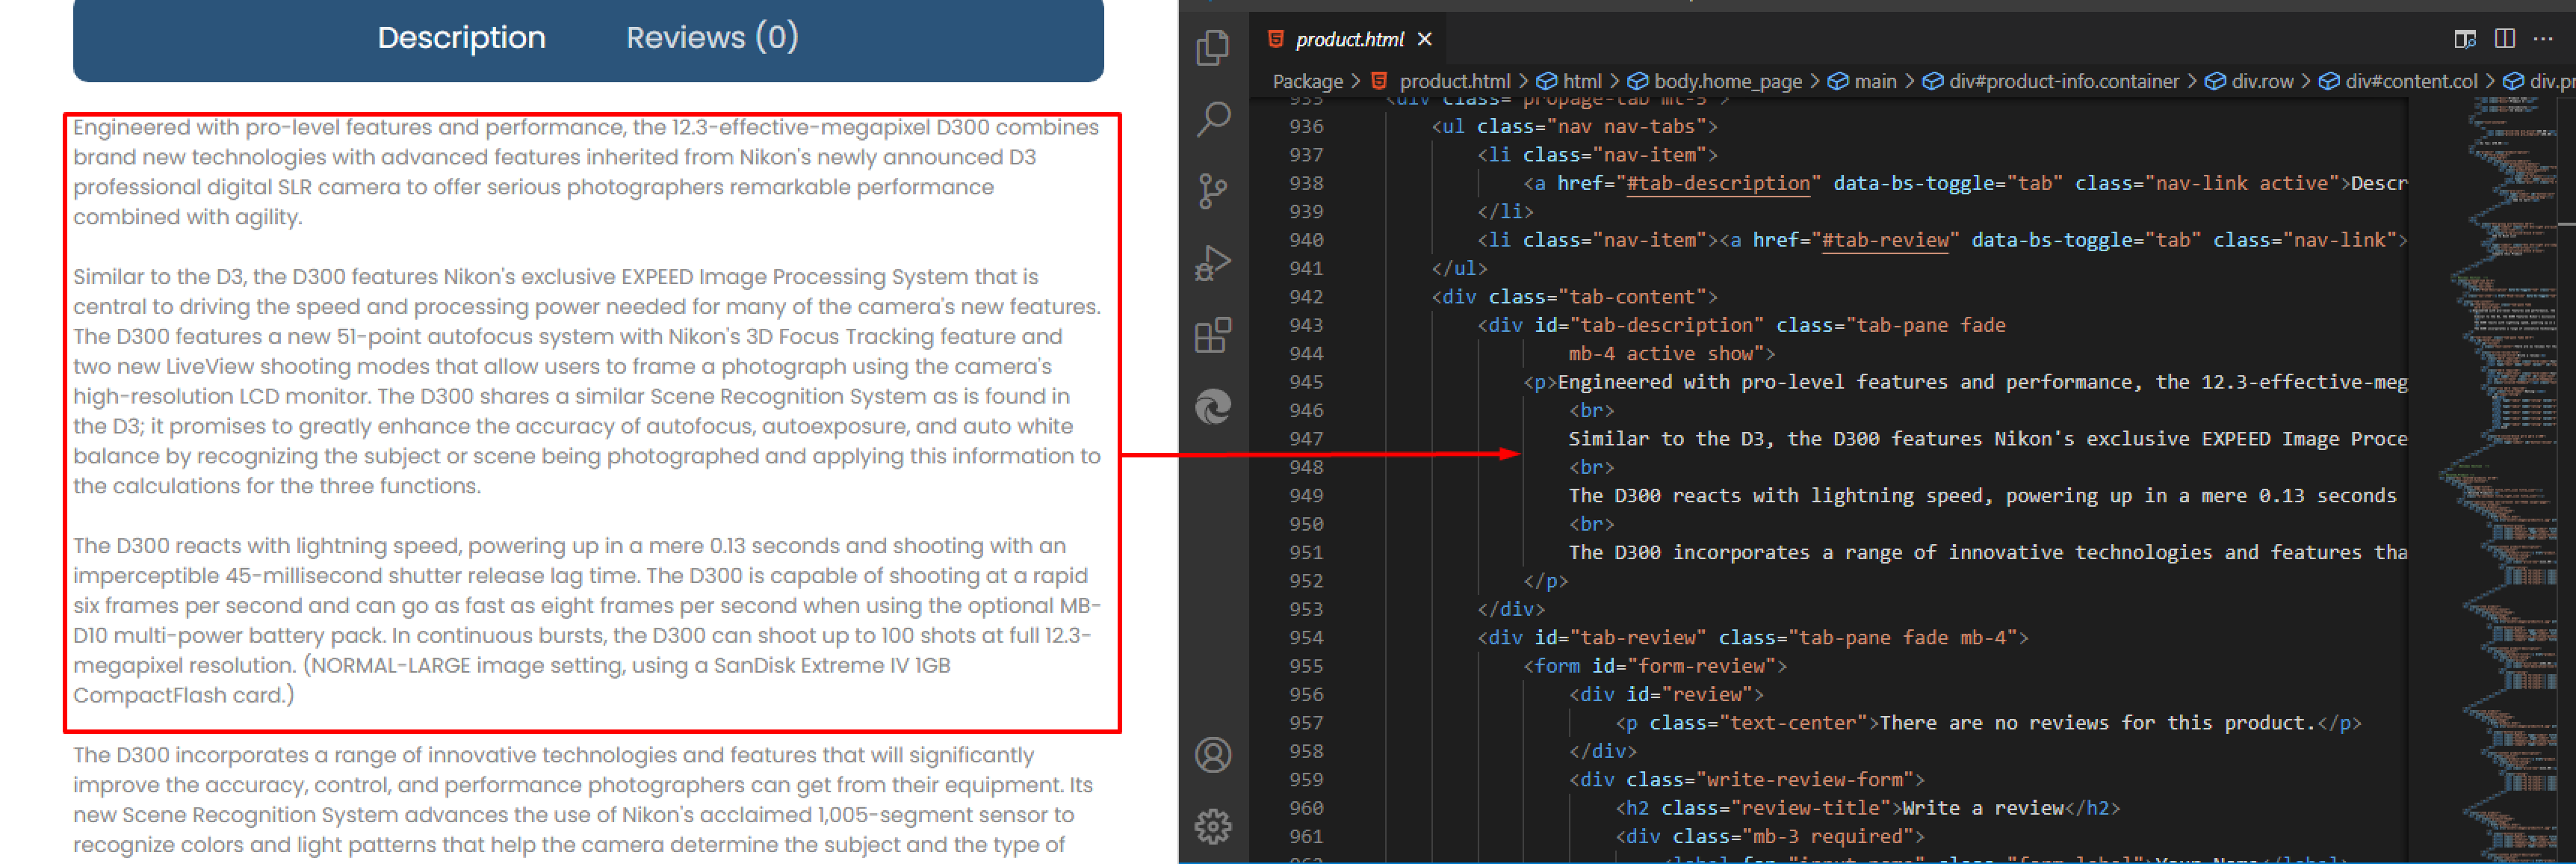 Description Reviews (0)
Engineered with pro-level features and performance, the 12.3-effective-megapixel D300 combines
brand new technologies with advanced features inherited from Nikon's newly announced D3
professional digital SLR camera to offer serious photographers remarkable performance
combined with agility.
Similar to the D3, the D300 features Nikon's exclusive EXPEED Image Processing System that is
central to driving the speed and processing power needed for many of the camera's new features.
The D300 features a new 51-point autofocus system with Nikon's 3D Focus Tracking feature and
two new LiveView shooting modes that allow users to frame a photograph using the camera's
high-resolution LCD monitor. The D300 shares a similar Scene Recognition System as is found in
the D3; it promises to greatly enhance the accuracy of autofocus, autoexposure, and auto white
balance by recognizing the subject or scene being photographed and applying this information to
the calculations for the three functions.
The D300 reacts with lightning speed, powering up in a mere 0.13 seconds and shooting with an
imperceptible 45-millisecond shutter release lag time. The D300 is capable of shooting at a rapid
six frames per second and can go as fast as eight frames per second when using the optional MB-
D10 multi-power battery pack. In continuous bursts, the D300 can shoot up to 100 shots at full 12.3-
megapixel resolution. (NORMAL-LARGE image setting, using a SanDisk Extreme IV 1GB
CompactFlash card.)
The D300 incorporates a range of innovative technologies and features that will significantly
improve the accuracy, control, and performance photographers can get from their equipment. Its
new Scene Recognition System advances the use of Nikon's acclaimed 1,005-segment sensor to
recognize colors and light patterns that help the camera determine the subject and the type of
product.html
Package > product.html > html > body.home_page > main > div#product-info.container > div.row > div#content.col > div.pr
935 <div class="propage-tab mt-5">
936 <ul class="nav nav-tabs">
937 <li class="nav-item">
938 <a href="#tab-description" data-bs-toggle="tab" class="nav-link active">Descr
939 </li>
940 <li class="nav-item"><a href="#tab-review" data-bs-toggle="tab" class="nav-link">
941 </ul>
942 <div class="tab-content">
943 <div id="tab-description" class="tab-pane fade
944 mb-4 active show">
945 <p>Engineered with pro-level features and performance, the 12.3-effective-meg
946 <br>
947 Similar to the D3, the D300 features Nikon's exclusive EXPEED Image Proce
948 <br>
949 The D300 reacts with lightning speed, powering up in a mere 0.13 seconds
950 <br>
951 The D300 incorporates a range of innovative technologies and features tha
952 </p>
953 </div>
954 <div id="tab-review" class="tab-pane fade mb-4">
955 <form id="form-review">
956 <div id="review">
957 <p class="text-center">There are no reviews for this product.</p>
958 </div>
959 <div class="write-review-form">
960 <h2 class="review-title">Write a review</h2>
961 <div class="mb-3 required">
962 <label for="input-name" class="form-label">Your Name</label>